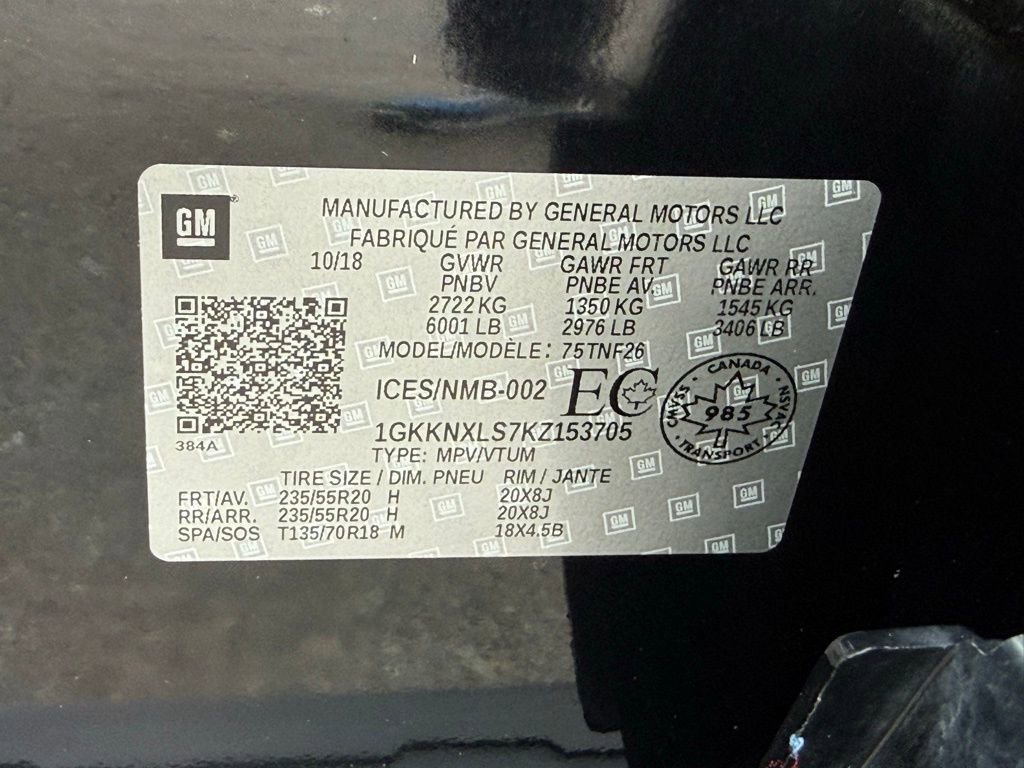 GM
MANUFACTURED BY GENERAL MOTORS LLC
FABRIQUÉ PAR GENERAL MOTORS LLC
10/18 GVWR GAWR FRT GAWR RR
PNBV PNBE AV. PNBE ARR.
2722 KG 1350 KG 1545 KG
6001 LB 2976 LB 3406 LB
MODEL/MODÈLE: 75TNF26
ICES/NMB-002 EC
CANADA
CMVSS NSVAC
985
TRANSPORT
384A
1GKKNXLS7KZ153705
TYPE: MPV/VTUM
TIRE SIZE / DIM. PNEU RIM / JANTE
FRT/AV. 235/55R20 H 20X8J
RR/ARR. 235/55R20 H 20X8J
SPA/SOS T135/70R18 M 18X4.5B